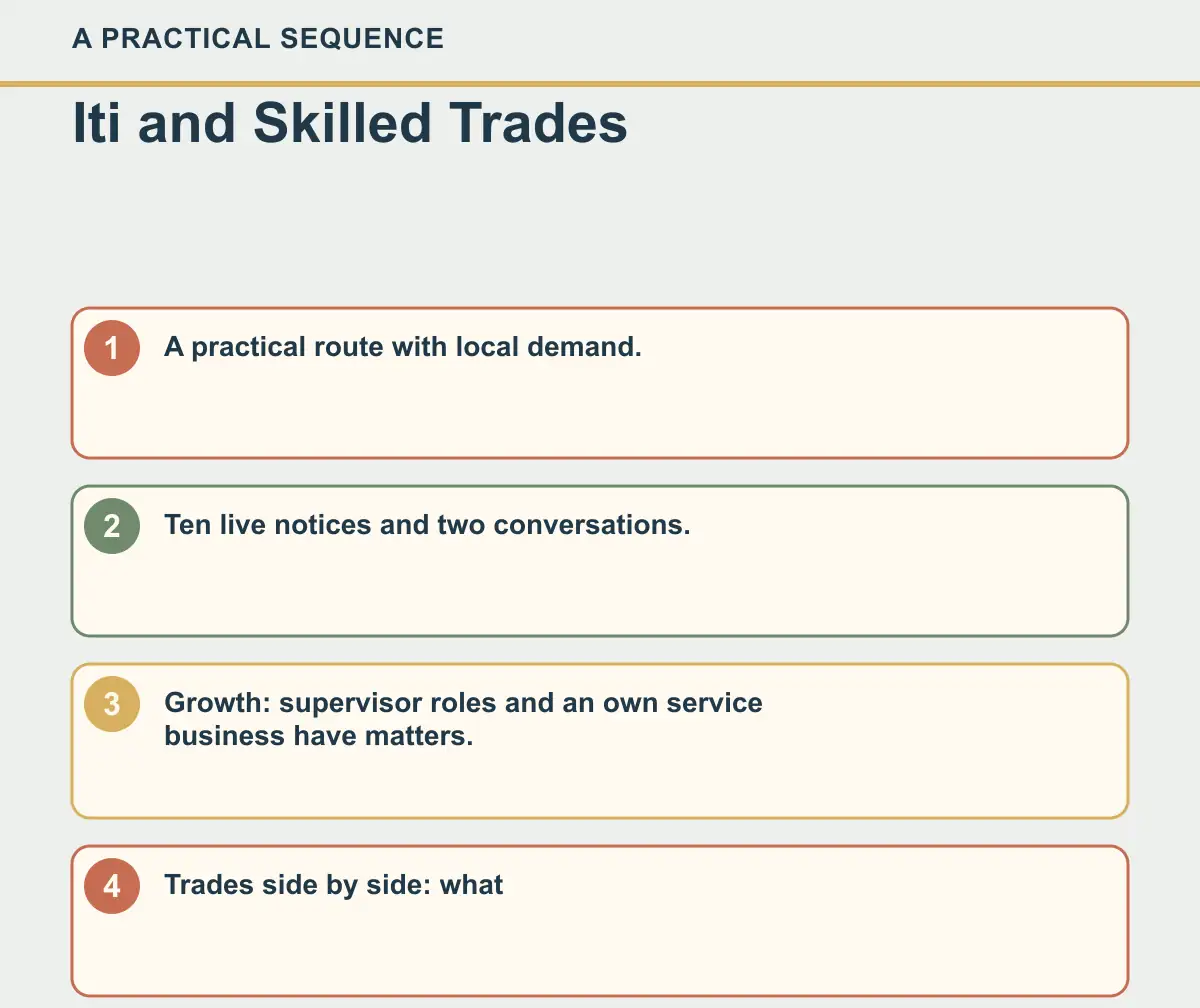 A PRACTICAL SEQUENCE
Iti and Skilled Trades
1
A practical route with local demand.
2
Ten live notices and two conversations.
3
Growth: supervisor roles and an own service
business have matters.
4
Trades side by side: what